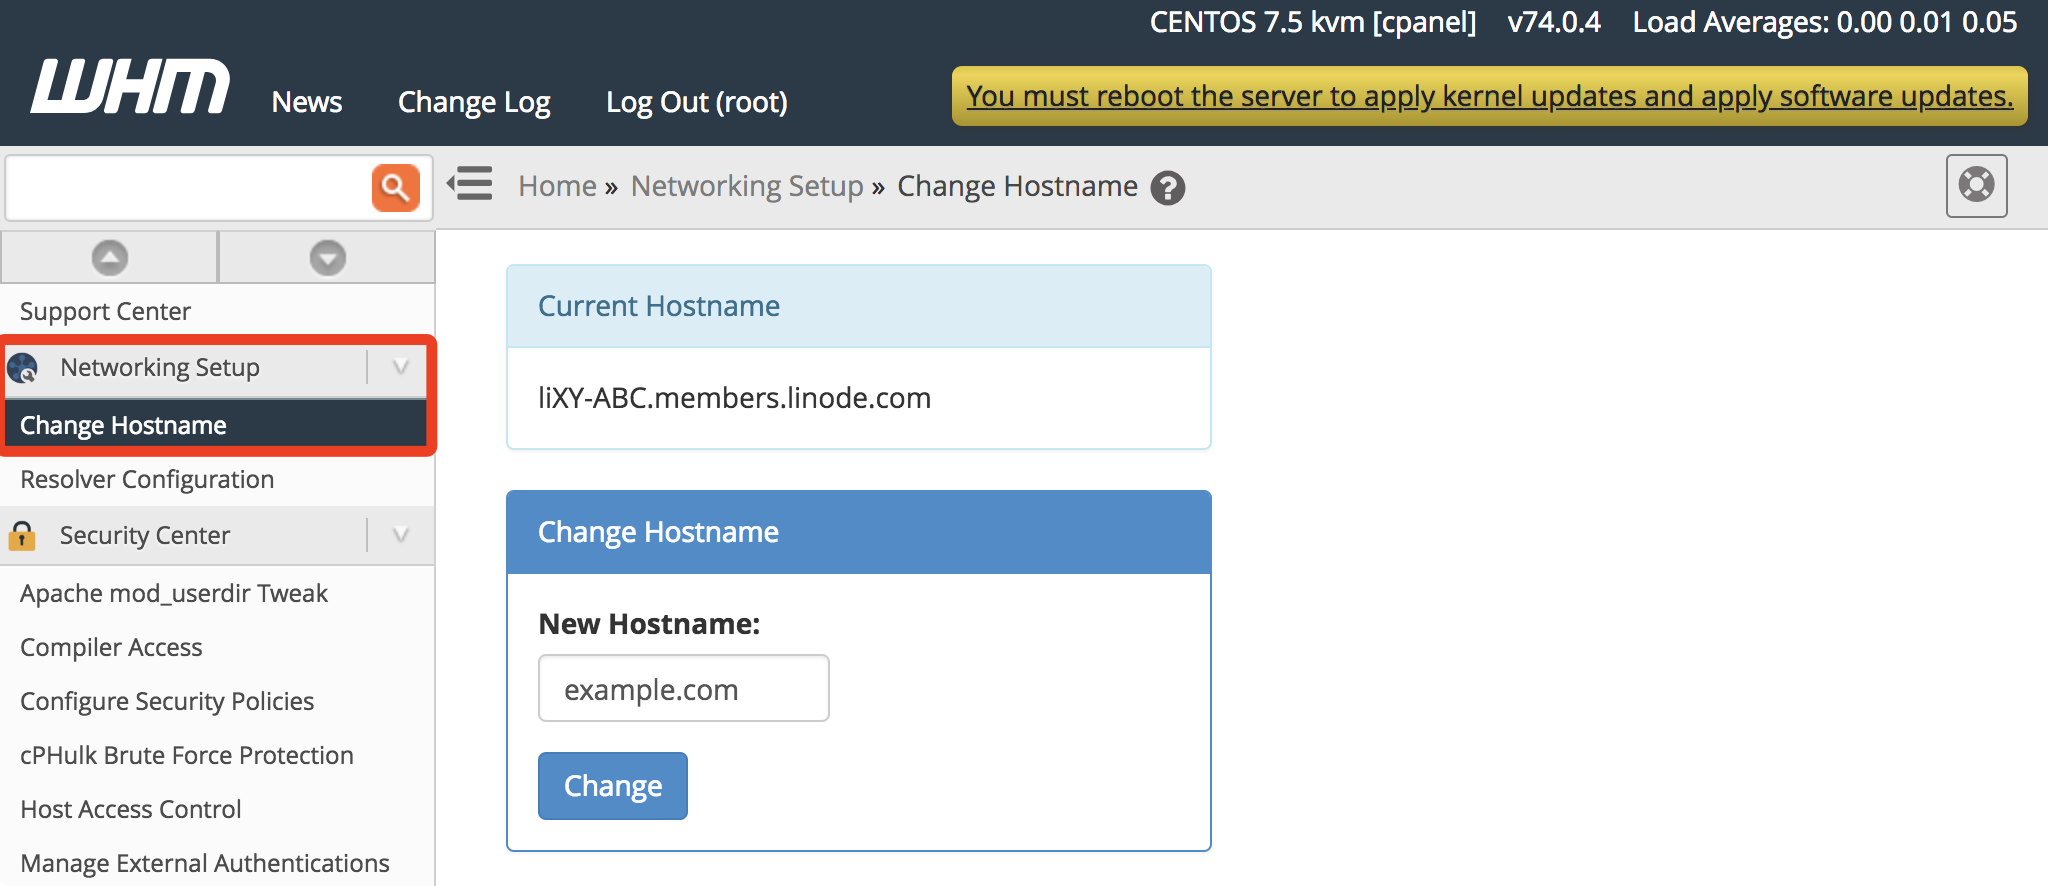 CENTOS 7.5 kvm [cpanel] v74.0.4 Load Averages: 0.00 0.01 0.05
WHM News Change Log Log Out (root) You must reboot the server to apply kernel updates and apply software updates.
Home » Networking Setup » Change Hostname ?
Support Center
Networking Setup
Change Hostname
Resolver Configuration
Security Center
Apache mod_userdir Tweak
Compiler Access
Configure Security Policies
cPHulk Brute Force Protection
Host Access Control
Manage External Authentications
Current Hostname
liXY-ABC.members.linode.com
Change Hostname
New Hostname:
example.com
Change